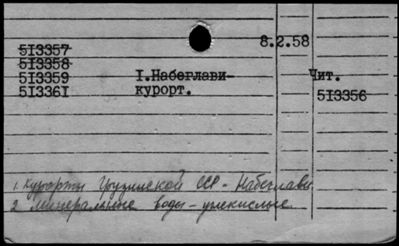 8.2.58
513357
513358
513359
513361
1.Набеглави-
курорт.
Чит.
513356
1. Курорты Грузинской ССР - Набеглави
2. Минеральные воды - углекислые